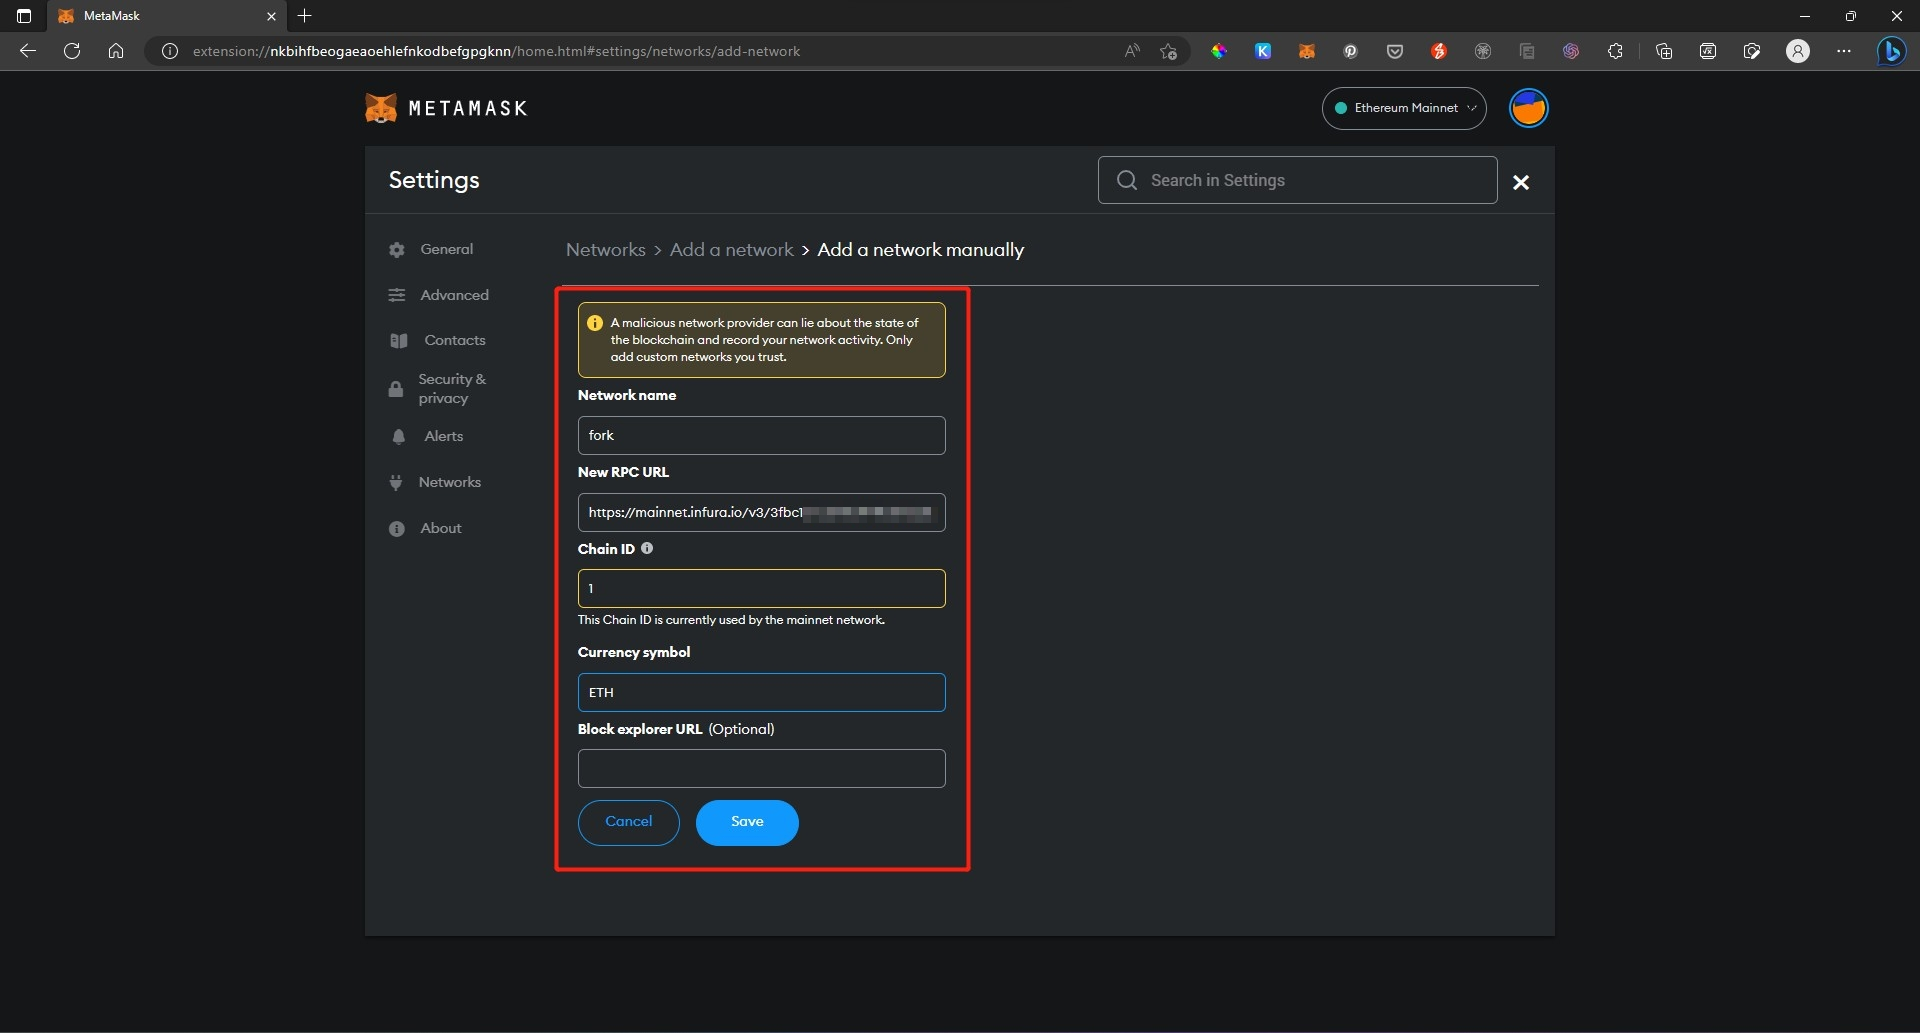 MetaMask
extension://nkbihfbeogaeaoehlefnkodbefgpgknn/home.html#settings/networks/add-network
METAMASK
Ethereum Mainnet
Settings
Search in Settings
General
Advanced
Contacts
Security &
privacy
Alerts
Networks
About
Networks > Add a network > Add a network manually
A malicious network provider can lie about the state of
the blockchain and record your network activity. Only
add custom networks you trust.
Network name
fork
New RPC URL
https://mainnet.infura.io/v3/3fbc1
Chain ID
1
This Chain ID is currently used by the mainnet network.
Currency symbol
ETH
Block explorer URL (Optional)
Cancel
Save